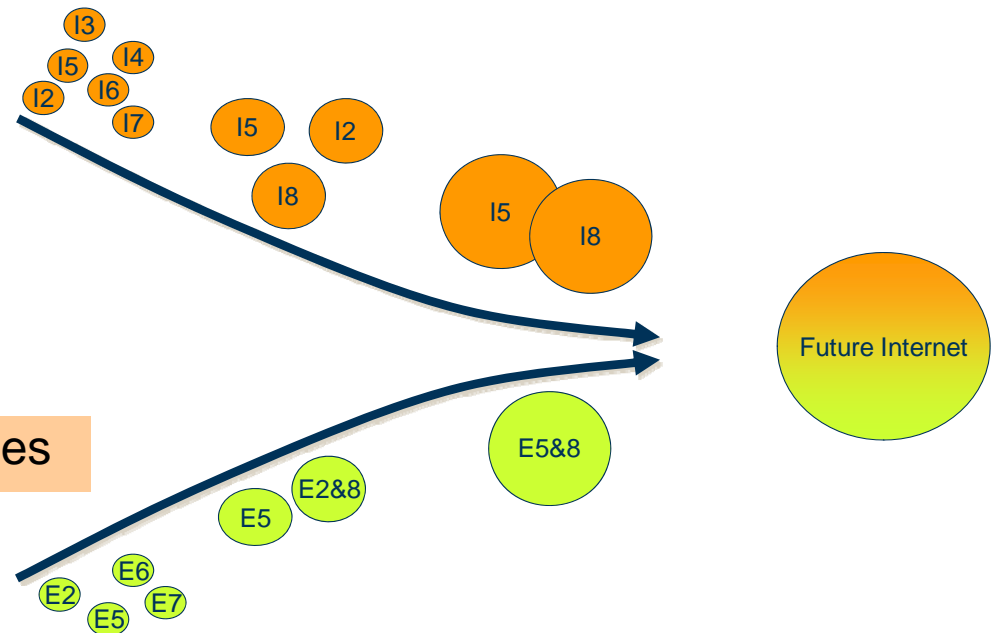 I3
I4
I5
I6
I2
I7
I5
I2
I8
I5
I8
Future Internet
es
E5&8
E2&8
E5
E6
E2
E7
E5